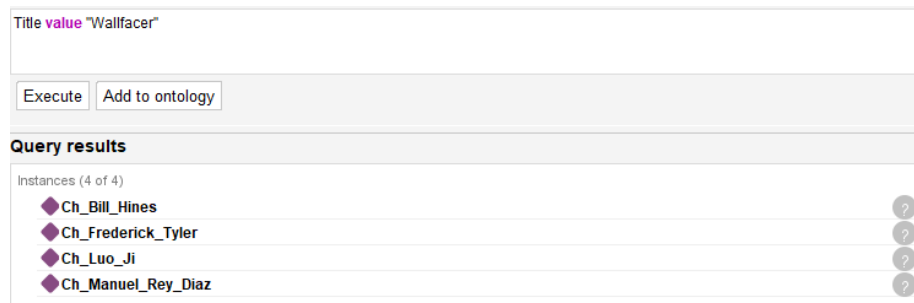 Title value "Wallfacer"
Execute Add to ontology
Query results
Instances (4 of 4)
Ch_Bill_Hines ?
Ch_Frederick_Tyler ?
Ch_Luo_Ji ?
Ch_Manuel_Rey_Diaz ?